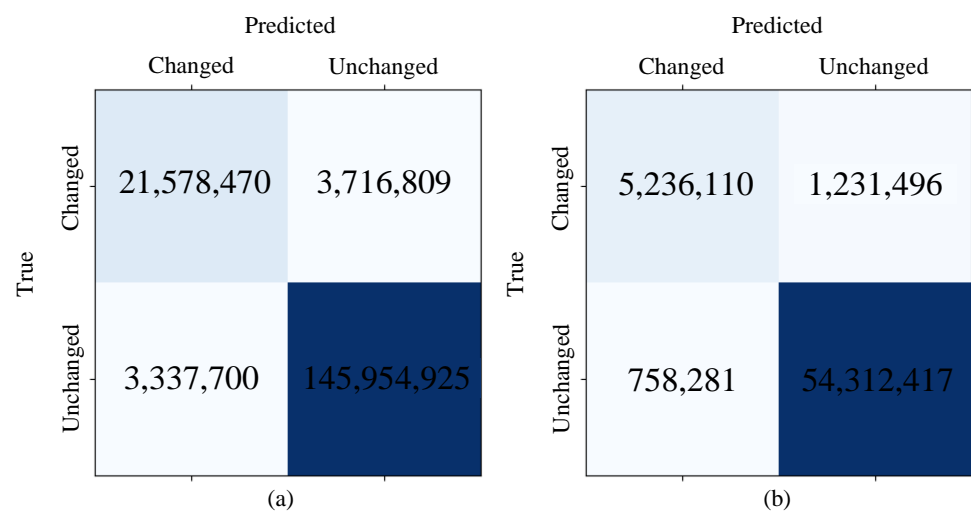 Predicted
Changed Unchanged
True
Changed
21,578,470 3,716,809
Unchanged
3,337,700 145,954,925
(a)
Predicted
Changed Unchanged
True
Changed
5,236,110 1,231,496
Unchanged
758,281 54,312,417
(b)